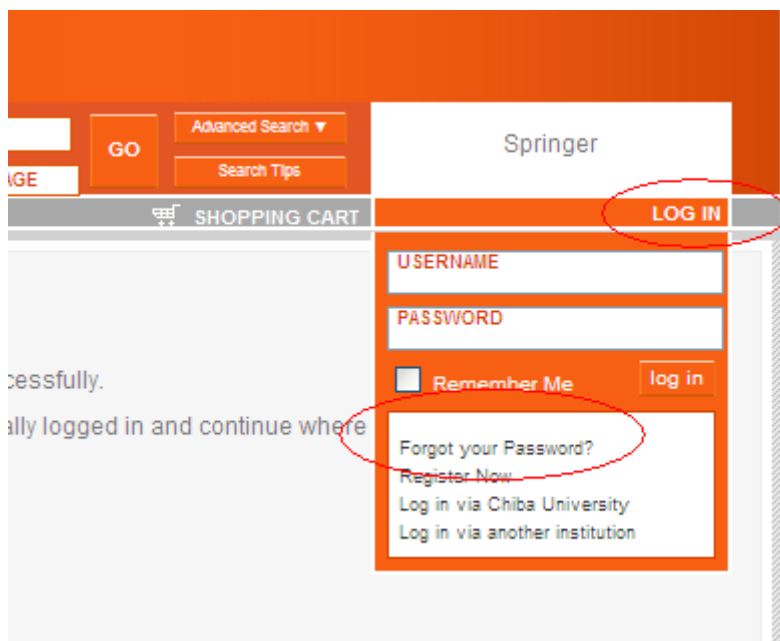 GO
Advanced Search ▼
Search Tips
AGE
Springer
SHOPPING CART
LOG IN
USERNAME
PASSWORD
Remember Me
log in
cessfully.
ally logged in and continue where
Forgot your Password?
Register Now
Log in via Chiba University
Log in via another institution